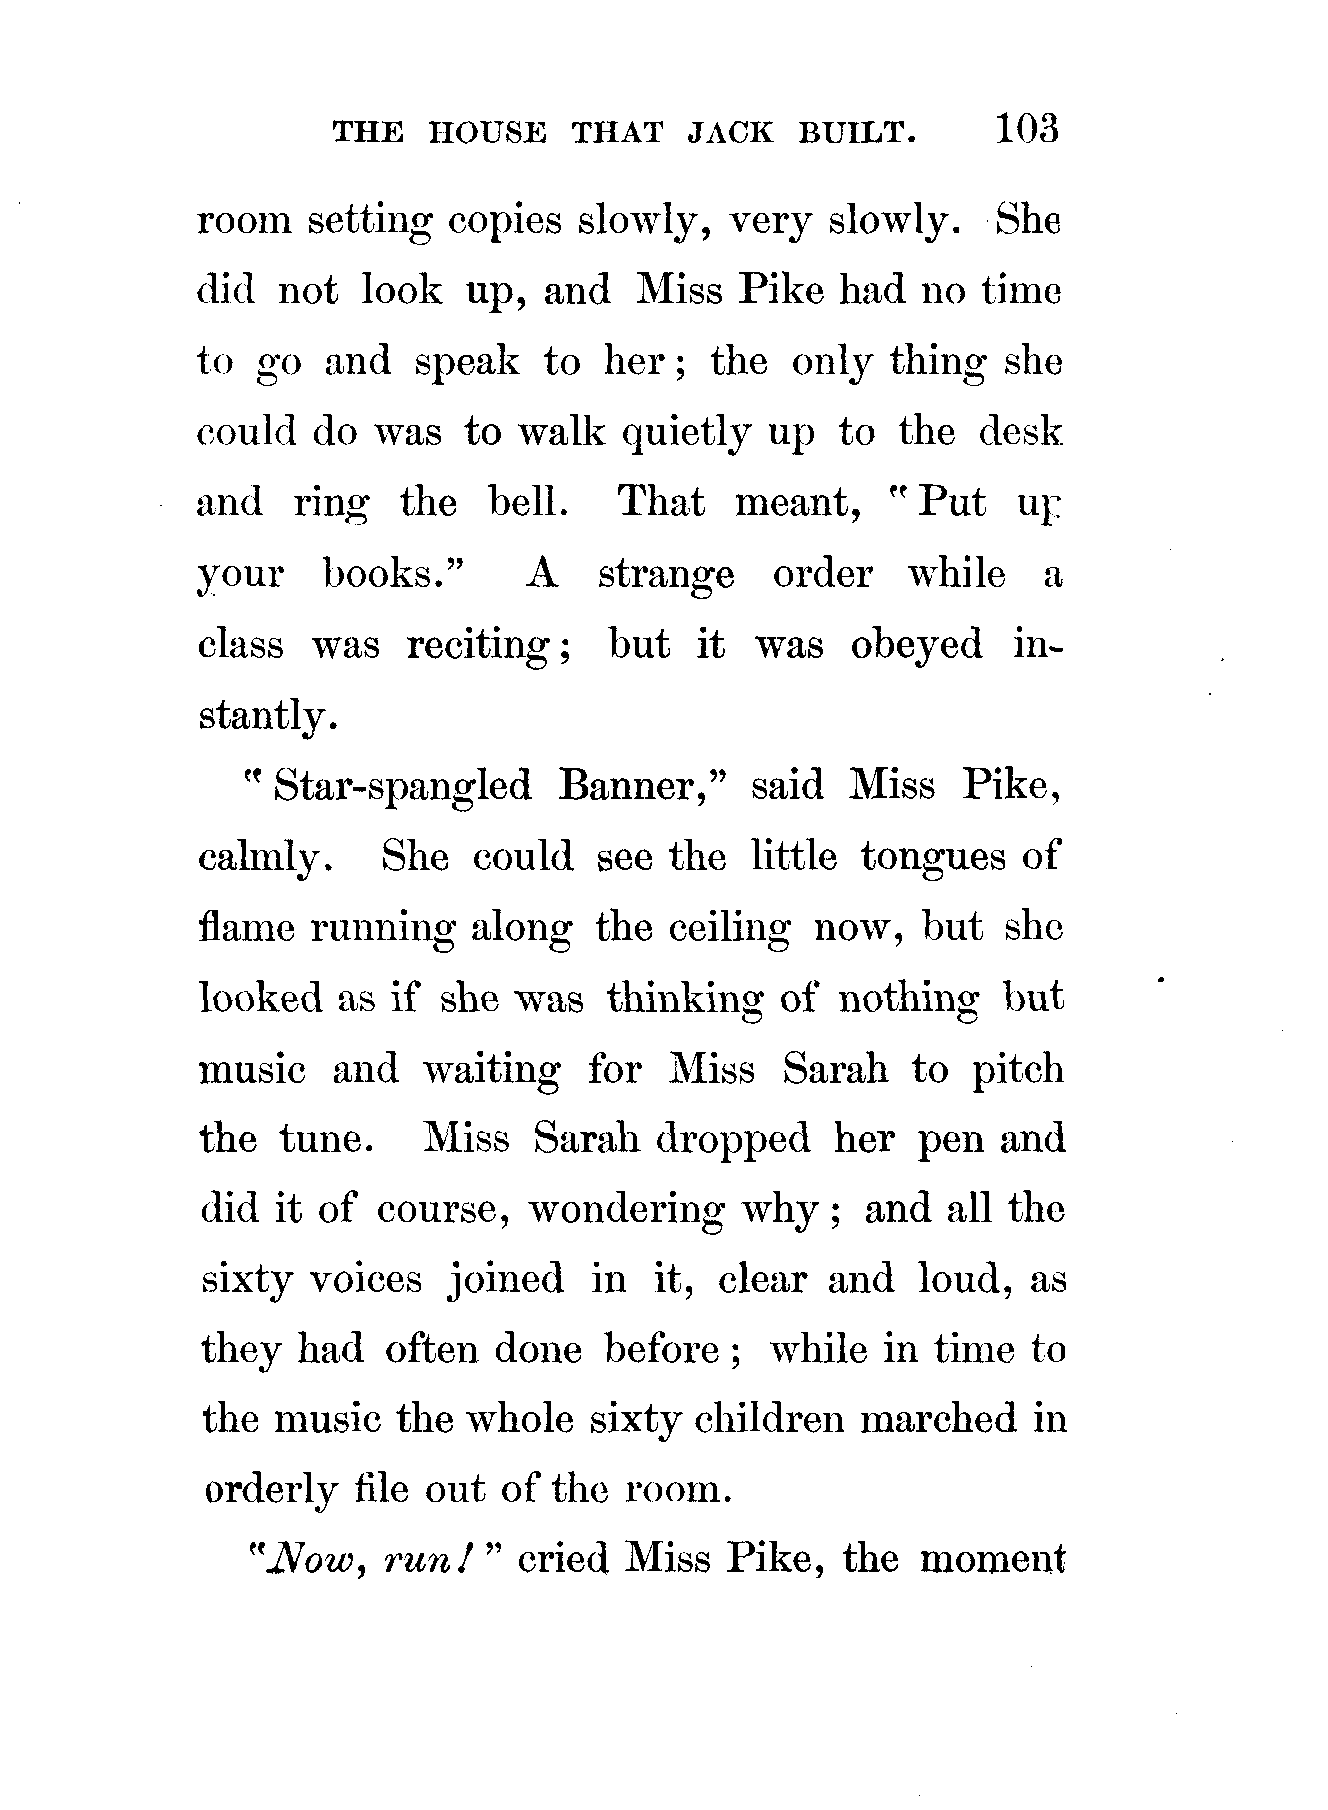 THE HOUSE THAT JACK BUILT. 103
room setting copies slowly, very slowly. She
did not look up, and Miss Pike had no time
to go and speak to her; the only thing she
could do was to walk quietly up to the desk
and ring the bell. That meant, "Put up
your books." A strange order while a
class was reciting; but it was obeyed in-
stantly.
"Star-spangled Banner," said Miss Pike,
calmly. She could see the little tongues of
flame running along the ceiling now, but she
looked as if she was thinking of nothing but
music and waiting for Miss Sarah to pitch
the tune. Miss Sarah dropped her pen and
did it of course, wondering why; and all the
sixty voices joined in it, clear and loud, as
they had often done before; while in time to
the music the whole sixty children marched in
orderly file out of the room.
"Now, run!" cried Miss Pike, the moment